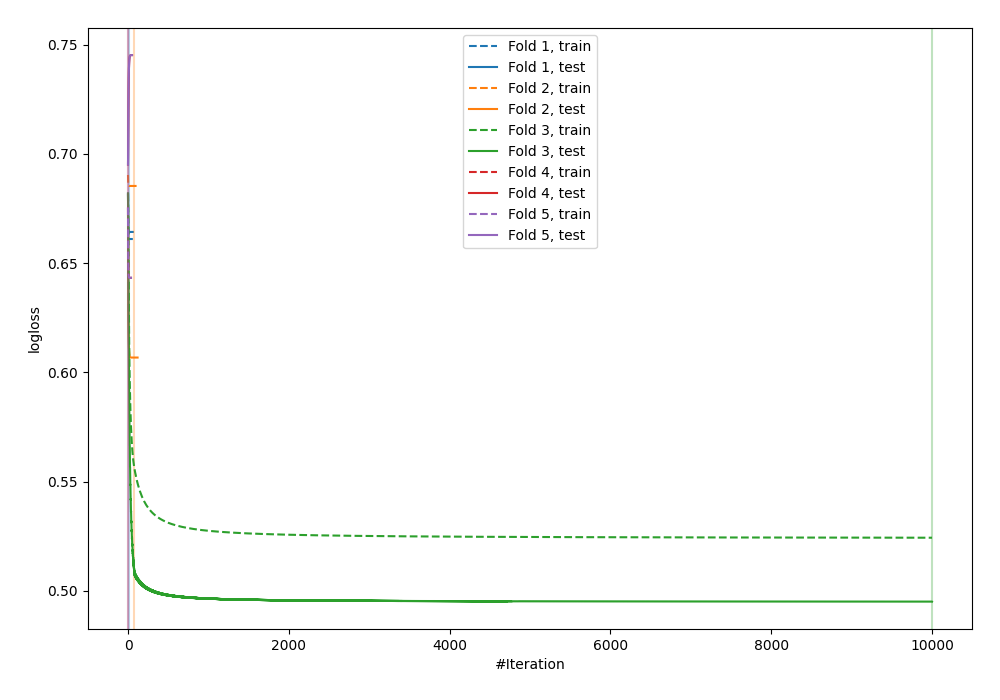 Fold 1, train
Fold 1, test
Fold 2, train
Fold 2, test
Fold 3, train
Fold 3, test
Fold 4, train
Fold 4, test
Fold 5, train
Fold 5, test
logloss
0.75
0.70
0.65
0.60
0.55
0.50
0 2000 4000 6000 8000 10000
#Iteration